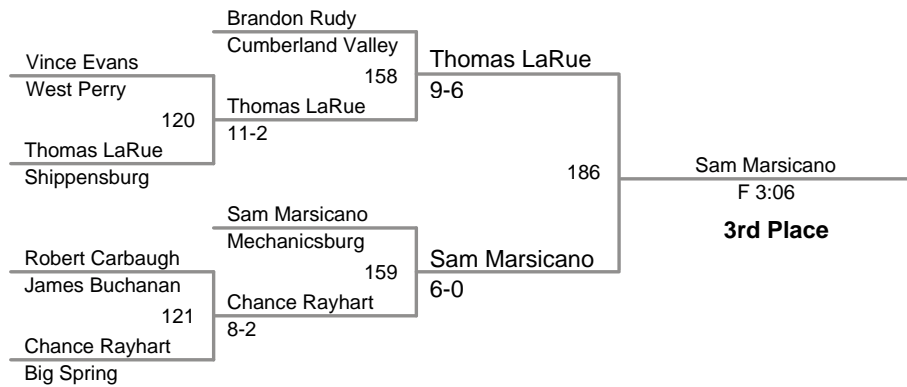 Brandon Rudy
Cumberland Valley
Vince Evans
West Perry
158
Thomas LaRue
9-6
120
Thomas LaRue
11-2
Thomas LaRue
Shippensburg
186
Sam Marsicano
F 3:06
3rd Place
Sam Marsicano
Mechanicsburg
Robert Carbaugh
James Buchanan
159
Sam Marsicano
6-0
121
Chance Rayhart
8-2
Chance Rayhart
Big Spring